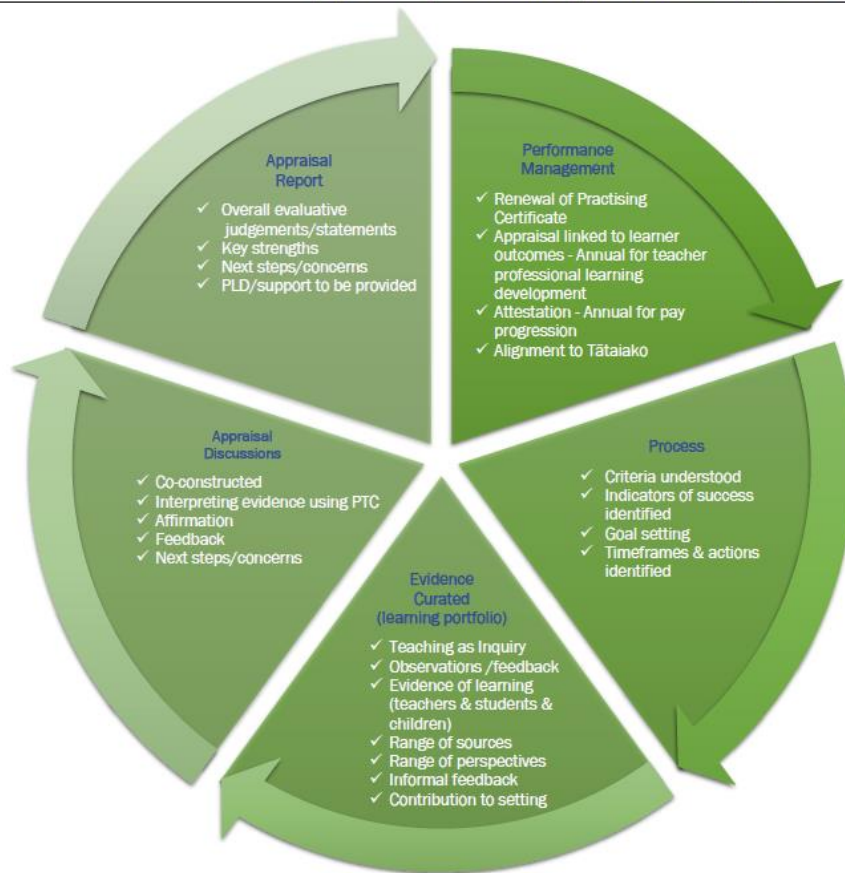 Performance
Management
✓ Renewal of Practising
Certificate
✓ Appraisal linked to learner
outcomes - Annual for teacher
professional learning
development
✓ Attestation - Annual for pay
progression
✓ Alignment to Tātaiako
Process
✓ Criteria understood
✓ Indicators of success
identified
✓ Goal setting
✓ Timeframes & actions
identified
Evidence
Curated
(learning portfolio)
✓ Teaching as Inquiry
✓ Observations /feedback
✓ Evidence of learning
(teachers & students &
children)
✓ Range of sources
✓ Range of perspectives
✓ Informal feedback
✓ Contribution to setting
Appraisal
Discussions
✓ Co-constructed
✓ Interpreting evidence using PTC
✓ Affirmation
✓ Feedback
✓ Next steps/concerns
Appraisal
Report
✓ Overall evaluative
judgements/statements
✓ Key strengths
✓ Next steps/concerns
✓ PLD/support to be provided